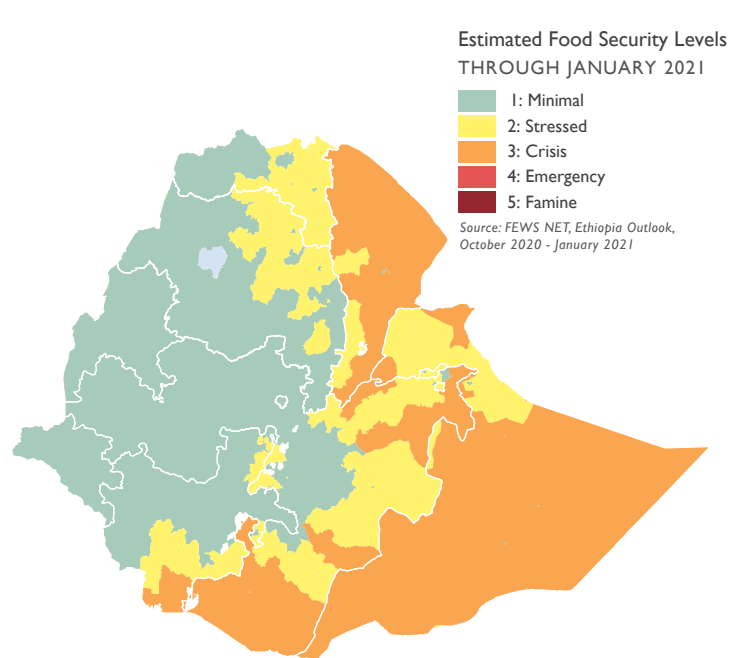 Estimated Food Security Levels
THROUGH JANUARY 2021
1: Minimal
2: Stressed
3: Crisis
4: Emergency
5: Famine
Source: FEWS NET, Ethiopia Outlook,
October 2020 - January 2021